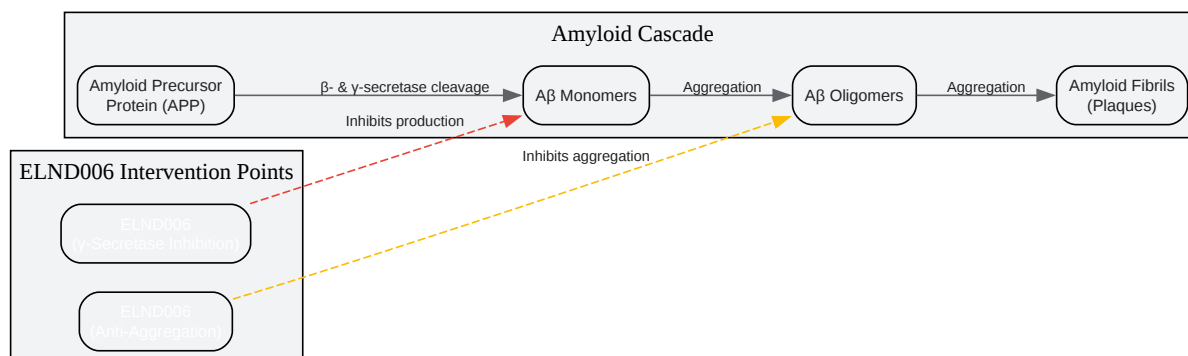 Amyloid Cascade
Amyloid Precursor
Protein (APP)
β- & γ-secretase cleavage
Aβ Monomers
Aggregation
Aβ Oligomers
Aggregation
Amyloid Fibrils
(Plaques)
Inhibits production
Inhibits aggregation
ELND006 Intervention Points
ELND006
(γ-Secretase Inhibition)
ELND006
(Anti-Aggregation)